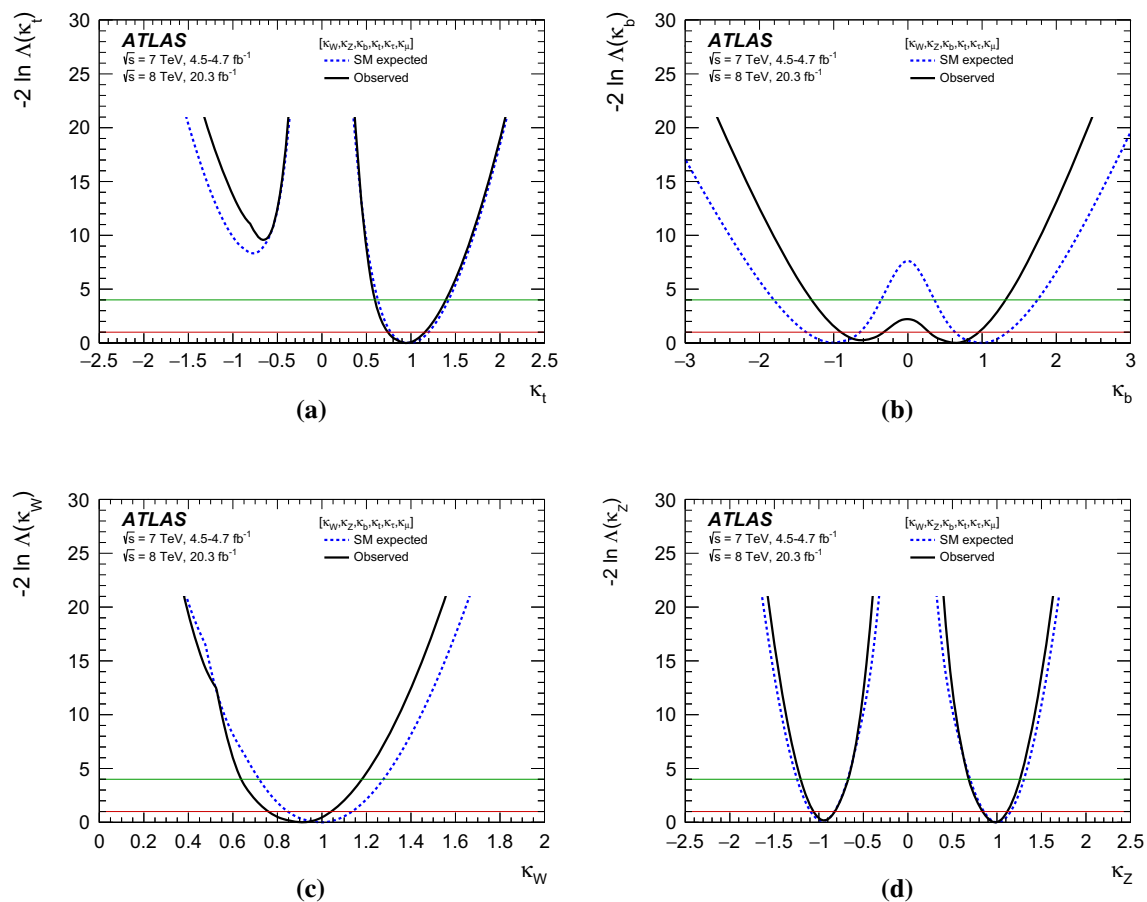 -2 ln Λ(κt)
30
25
20
15
10
5
0
ATLAS
√s = 7 TeV, 4.5-4.7 fb-1
√s = 8 TeV, 20.3 fb-1
[κW,κZ,κb,κt,κτ,κμ]
SM expected
Observed
−2.5 −2 −1.5 −1 −0.5 0 0.5 1 1.5 2 2.5
κt
(a)
-2 ln Λ(κb)
30
25
20
15
10
5
0
ATLAS
√s = 7 TeV, 4.5-4.7 fb-1
√s = 8 TeV, 20.3 fb-1
[κW,κZ,κb,κt,κτ,κμ]
SM expected
Observed
−3 −2 −1 0 1 2 3
κb
(b)
-2 ln Λ(κW)
30
25
20
15
10
5
0
ATLAS
√s = 7 TeV, 4.5-4.7 fb-1
√s = 8 TeV, 20.3 fb-1
[κW,κZ,κb,κt,κτ,κμ]
SM expected
Observed
0 0.2 0.4 0.6 0.8 1 1.2 1.4 1.6 1.8 2
κW
(c)
-2 ln Λ(κZ)
30
25
20
15
10
5
0
ATLAS
√s = 7 TeV, 4.5-4.7 fb-1
√s = 8 TeV, 20.3 fb-1
[κW,κZ,κb,κt,κτ,κμ]
SM expected
Observed
−2.5 −2 −1.5 −1 −0.5 0 0.5 1 1.5 2 2.5
κZ
(d)